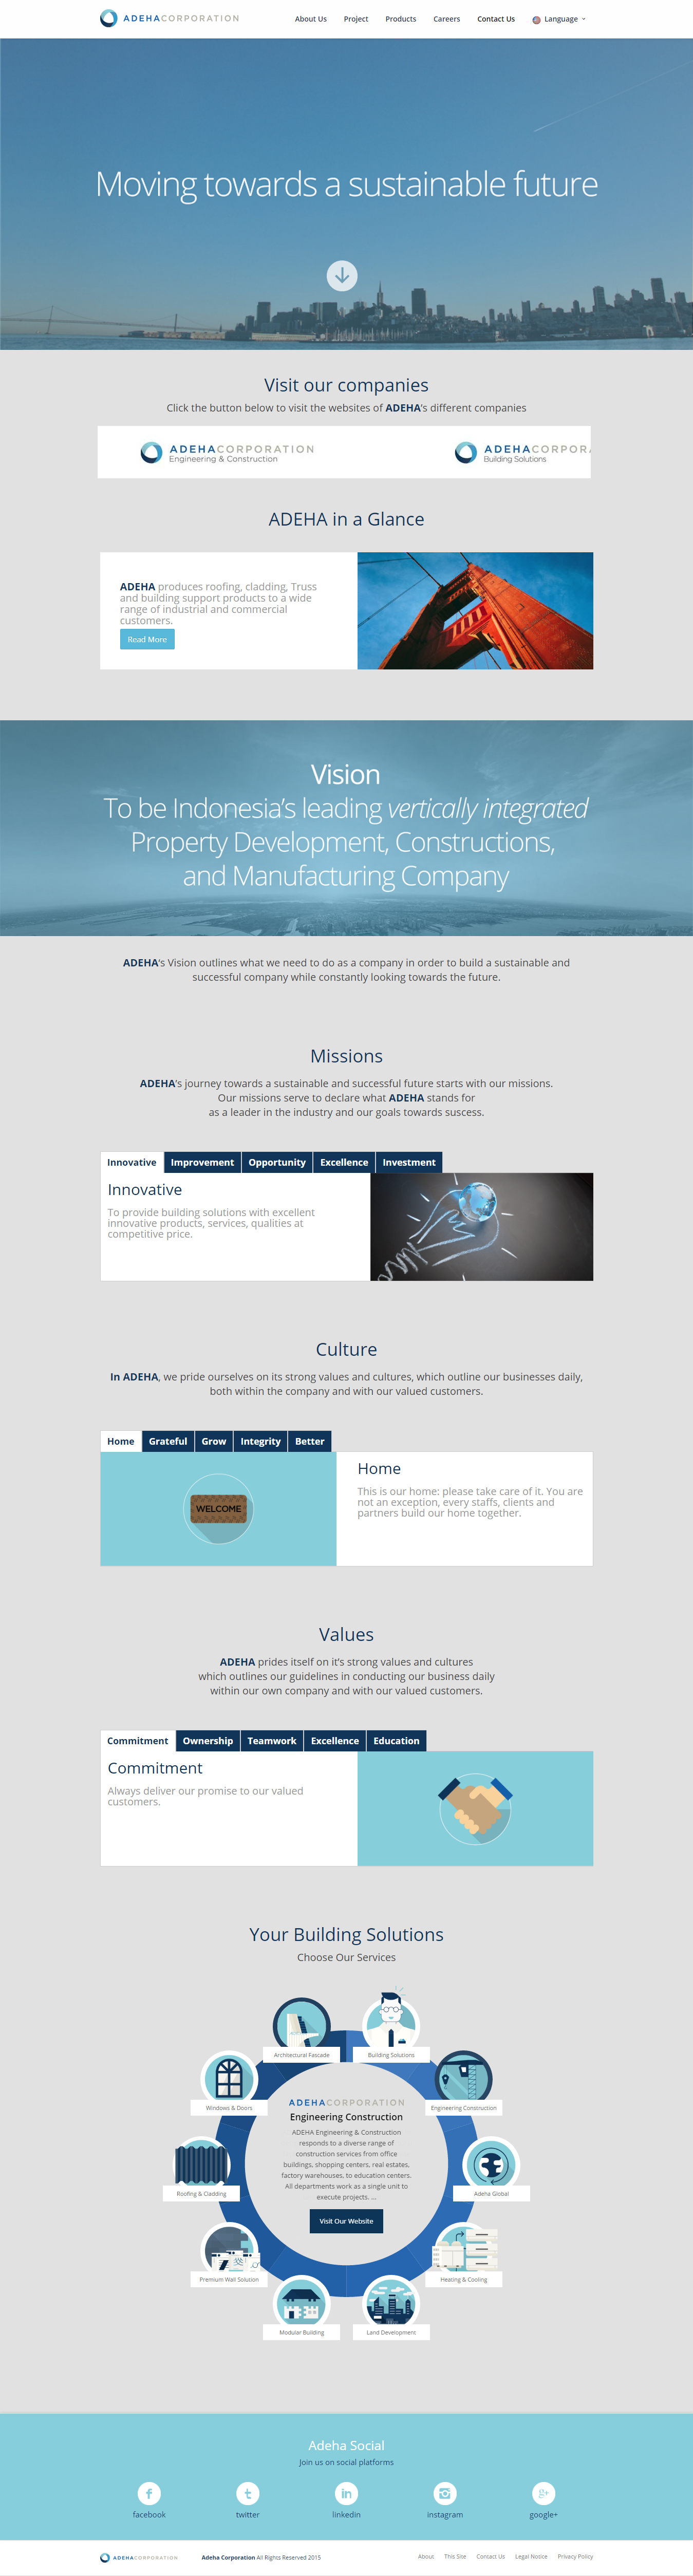 ADEHACORPORATION
About Us Project Products Careers Contact Us Language
Moving towards a sustainable future
Visit our companies
Click the button below to visit the websites of ADEHA's different companies
ADEHACORPORATION
Engineering & Construction
ADEHACORPOR
Building Solutions
ADEHA in a Glance
ADEHA produces roofing, cladding, Truss
and building support products to a wide
range of industrial and commercial
customers.
Read More
Vision
To be Indonesia's leading vertically integrated
Property Development, Constructions,
and Manufacturing Company
ADEHA's Vision outlines what we need to do as a company in order to build a sustainable and
successful company while constantly looking towards the future.
Missions
ADEHA's journey towards a sustainable and successful future starts with our missions.
Our missions serve to declare what ADEHA stands for
as a leader in the industry and our goals towards success.
Innovative Improvement Opportunity Excellence Investment
Innovative
To provide building solutions with excellent
innovative products, services, qualities at
competitive price.
Culture
In ADEHA, we pride ourselves on its strong values and cultures, which outline our businesses daily,
both within the company and with our valued customers.
Home Grateful Grow Integrity Better
WELCOME
Home
This is our home: please take care of it. You are
not an exception, every staffs, clients and
partners build our home together.
Values
ADEHA prides itself on it's strong values and cultures
which outlines our guidelines in conducting our business daily
within our own company and with our valued customers.
Commitment Ownership Teamwork Excellence Education
Commitment
Always deliver our promise to our valued
customers.
Your Building Solutions
Choose Our Services
Architectural Fascade
Building Solutions
Windows & Doors
Engineering Construction
Roofing & Cladding
Adeha Global
Premium Wall Solution
Heating & Cooling
Modular Building
Land Development
ADEHACORPORATION
Engineering Construction
ADEHA Engineering & Construction
responds to a diverse range of
construction services from office
buildings, shopping centers, real estates,
factory warehouses, to education centers.
All departments work as a single unit to
execute projects. ...
Visit Our Website
Adeha Social
Join us on social platforms
facebook twitter linkedin instagram google+
ADEHACORPORATION
Adeha Corporation All Rights Reserved 2015
About This Site Contact Us Legal Notice Privacy Policy